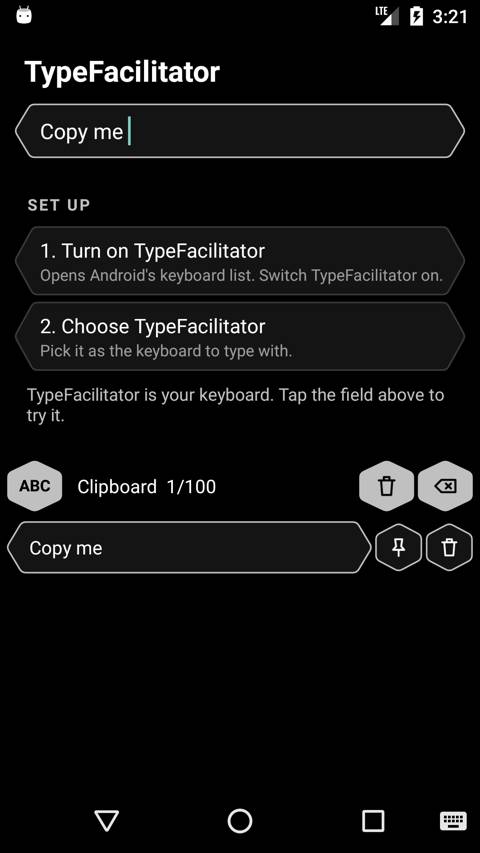 LTE 3:21
TypeFacilitator
Copy me
SET UP
1. Turn on TypeFacilitator
Opens Android's keyboard list. Switch TypeFacilitator on.
2. Choose TypeFacilitator
Pick it as the keyboard to type with.
TypeFacilitator is your keyboard. Tap the field above to
try it.
ABC Clipboard 1/100
Copy me